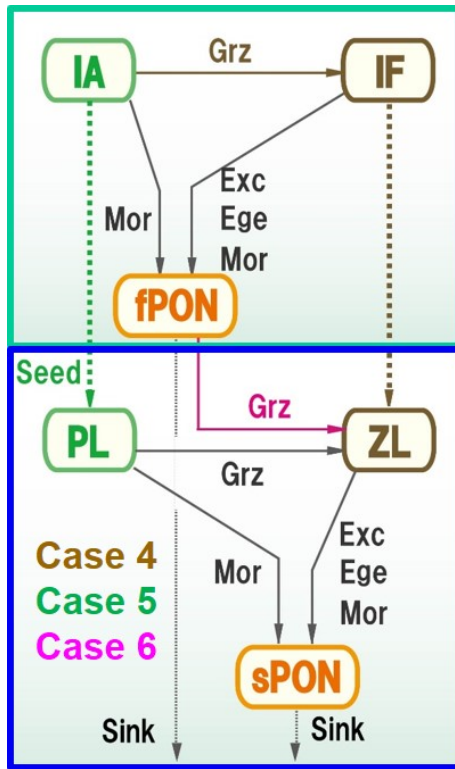 Grz
IA
IF
Mor
Exc
Ege
Mor
fPON
Seed
Grz
PL
ZL
Grz
Case 4
Case 5
Case 6
Mor
Exc
Ege
Mor
sPON
Sink
Sink